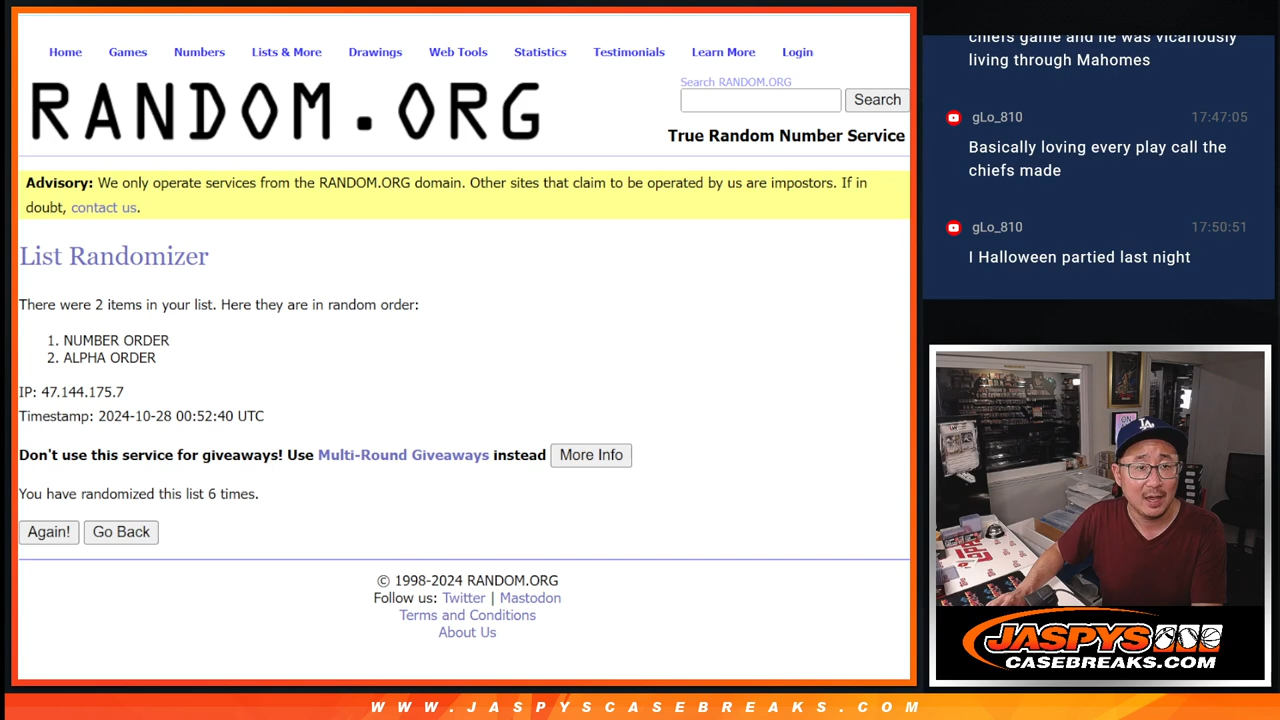 Home Games Numbers Lists & More Drawings Web Tools Statistics Testimonials Learn More Login
RANDOM.ORG
Search RANDOM.ORG
Search
True Random Number Service
Advisory: We only operate services from the RANDOM.ORG domain. Other sites that claim to be operated by us are impostors. If in
doubt, contact us.
List Randomizer
There were 2 items in your list. Here they are in random order:
1. NUMBER ORDER
2. ALPHA ORDER
IP: 47.144.175.7
Timestamp: 2024-10-28 00:52:40 UTC
Don't use this service for giveaways! Use Multi-Round Giveaways instead More Info
You have randomized this list 6 times.
Again! Go Back
© 1998-2024 RANDOM.ORG
Follow us: Twitter | Mastodon
Terms and Conditions
About Us
chiefs game and he was vicariously
living through Mahomes
gLo_810 17:47:05
Basically loving every play call the
chiefs made
gLo_810 17:50:51
I Halloween partied last night
LA
JASPYS
CASEBREAKS.COM
WWW.JASPYSCASEBREAKS.COM